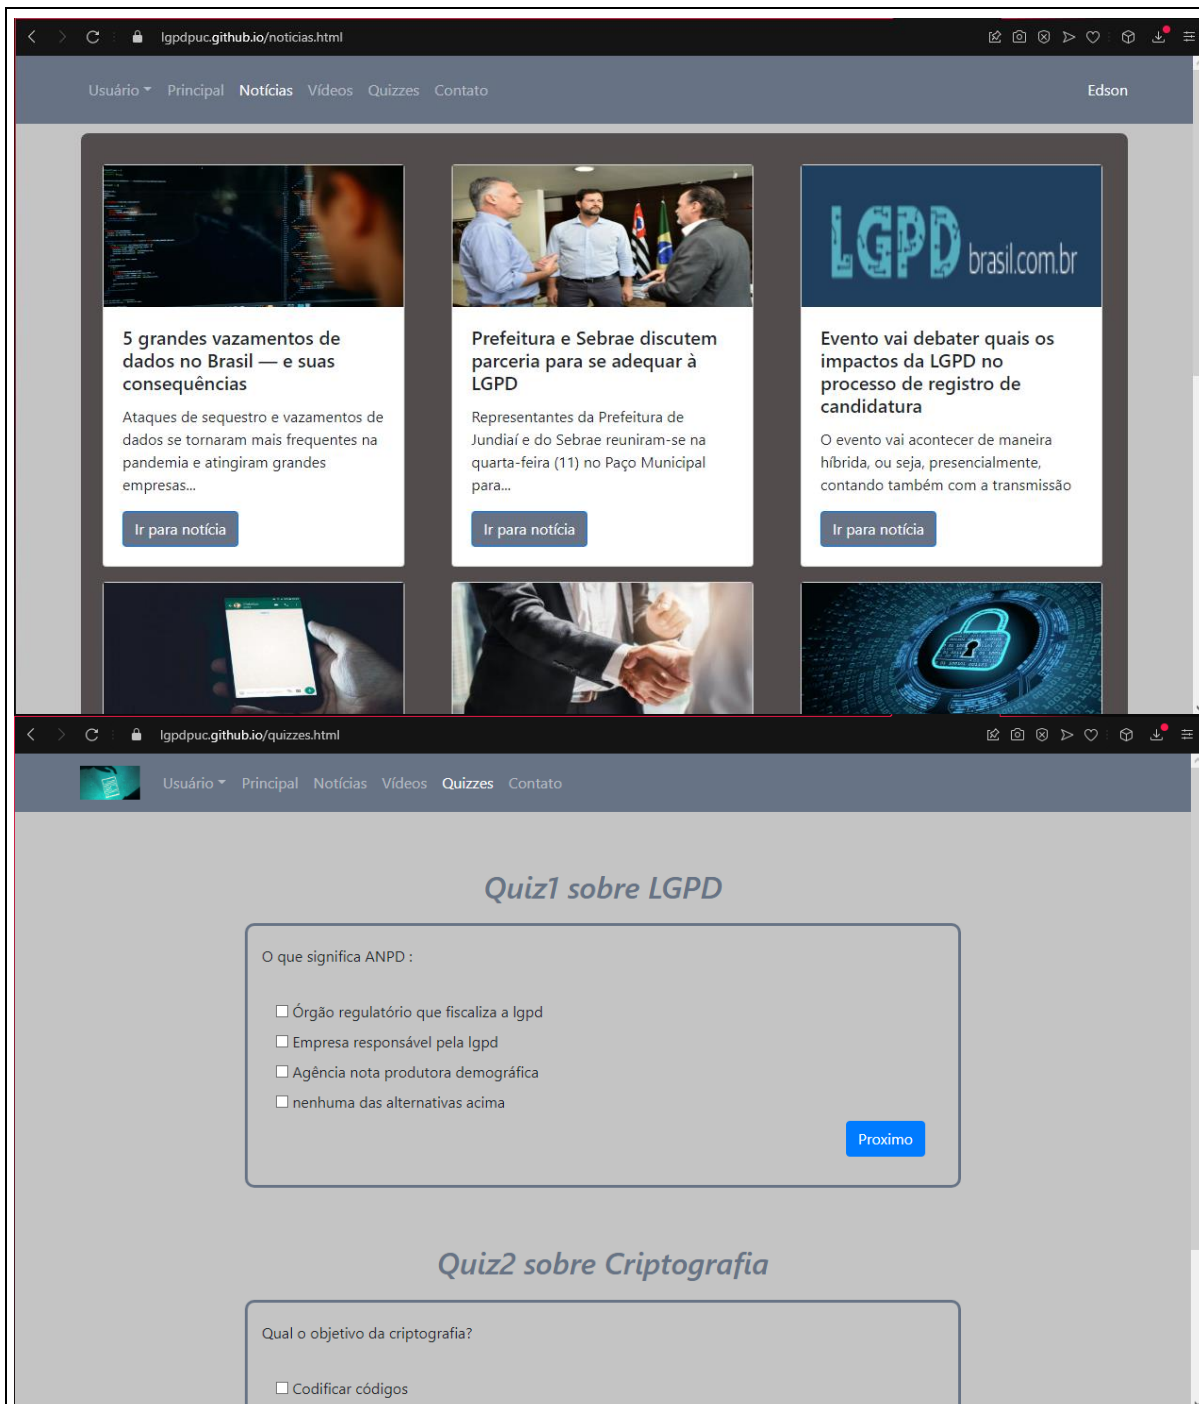 lgpdpuc.github.io/noticias.html
Usuário Principal Notícias Vídeos Quizzes Contato Edson
LGPD brasil.com.br
5 grandes vazamentos de
dados no Brasil — e suas
consequências
Ataques de sequestro e vazamentos de
dados se tornaram mais frequentes na
pandemia e atingiram grandes
empresas...
Ir para notícia
Prefeitura e Sebrae discutem
parceria para se adequar à
LGPD
Representantes da Prefeitura de
Jundiaí e do Sebrae reuniram-se na
quarta-feira (11) no Paço Municipal
para...
Ir para notícia
Evento vai debater quais os
impactos da LGPD no
processo de registro de
candidatura
O evento vai acontecer de maneira
híbrida, ou seja, presencialmente,
contando também com a transmissão
Ir para notícia
lgpdpuc.github.io/quizzes.html
Usuário Principal Notícias Vídeos Quizzes Contato
Quiz1 sobre LGPD
O que significa ANPD :
Órgão regulatório que fiscaliza a lgpd
Empresa responsável pela lgpd
Agência nota produtora demográfica
nenhuma das alternativas acima
Proximo
Quiz2 sobre Criptografia
Qual o objetivo da criptografia?
Codificar códigos